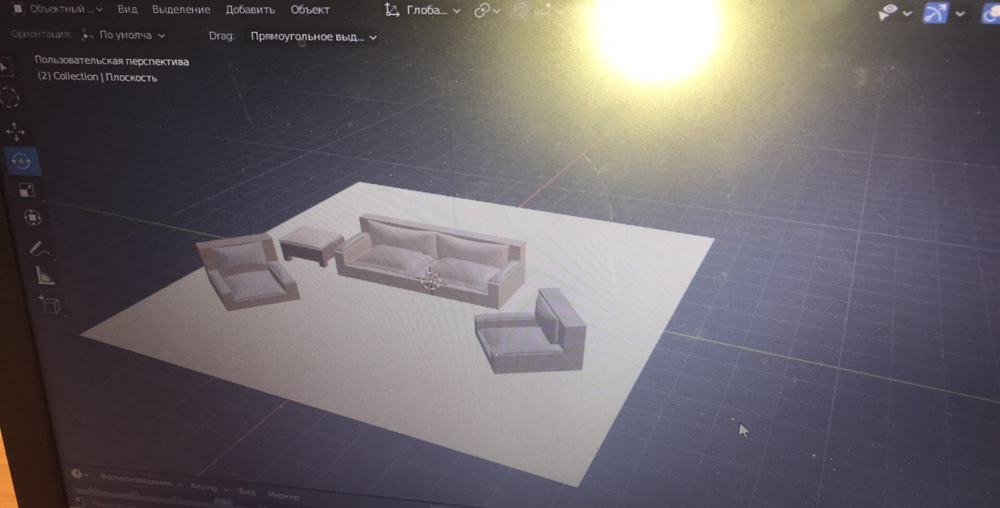 Объектный ... Вид Выделение Добавить Объект Глоба...
Ориентация: По умолча Drag: Прямоугольное выд...
Пользовательская перспектива
(2) Collection | Плоскость
Воспроизведение Keying Вид Маркер